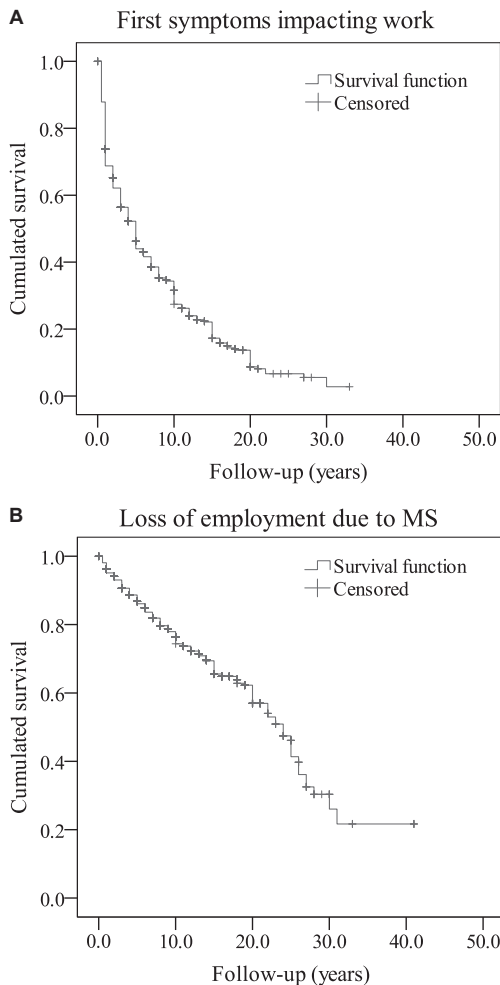 A
First symptoms impacting work
Survival function
Censored
Cumulated survival
1.0
0.8
0.6
0.4
0.2
0.0
0.0 10.0 20.0 30.0 40.0 50.0
Follow-up (years)
B
Loss of employment due to MS
Survival function
Censored
Cumulated survival
1.0
0.8
0.6
0.4
0.2
0.0
0.0 10.0 20.0 30.0 40.0 50.0
Follow-up (years)